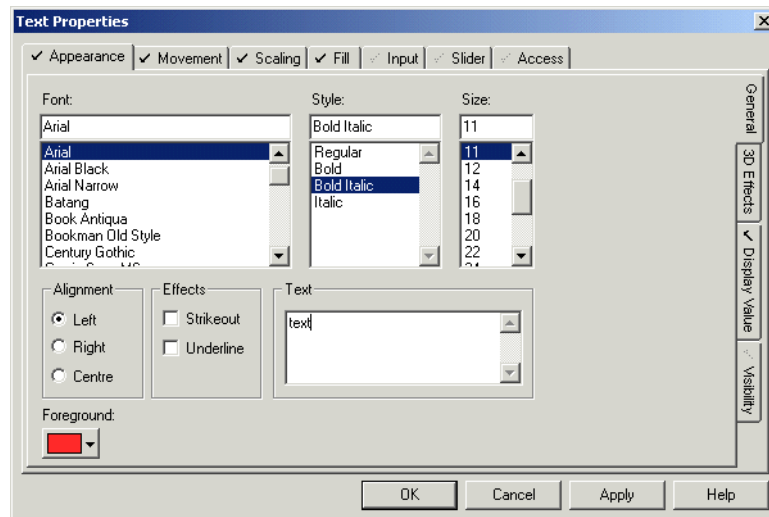 Text Properties
Appearance Movement Scaling Fill Input Slider Access
General
3D Effects
Display Value
Visibility
Font: Style: Size:
Arial Bold Italic 11
Arial Regular 11
Arial Black Bold 12
Arial Narrow Bold Italic 14
Batang Italic 16
Book Antiqua 18
Bookman Old Style 20
Century Gothic 22
Alignment Effects Text
Left Strikeout text
Right Underline
Centre
Foreground:
OK Cancel Apply Help